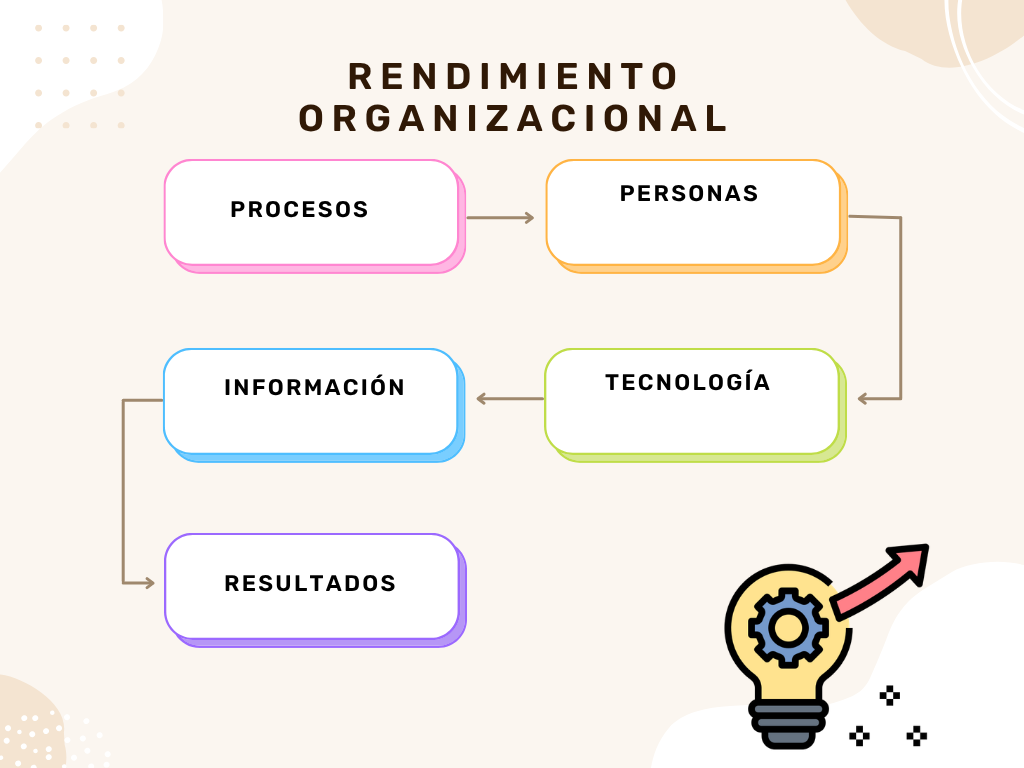 RENDIMIENTO
ORGANIZACIONAL
PROCESOS
PERSONAS
TECNOLOGÍA
INFORMACIÓN
RESULTADOS